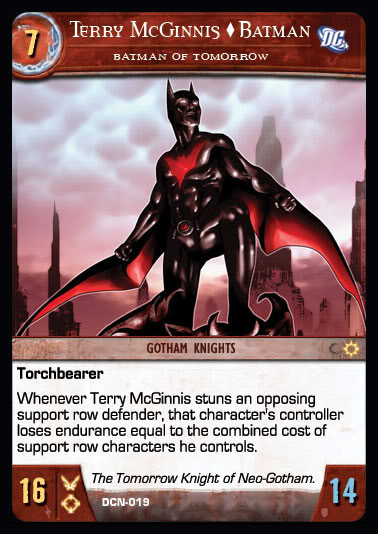 7
Terry McGinnis ♦ Batman
DC
BATMAN OF TOMORROW
GOTHAM KNIGHTS
C
Torchbearer
Whenever Terry McGinnis stuns an opposing
support row defender, that character's controller
loses endurance equal to the combined cost of
support row characters he controls.
The Tomorrow Knight of Neo-Gotham.
16
DCN-019
14